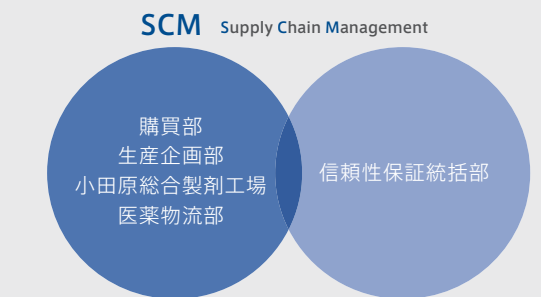 SCM Supply Chain Management
購買部
生産企画部
小田原総合製剤工場
医薬物流部
信頼性保証統括部